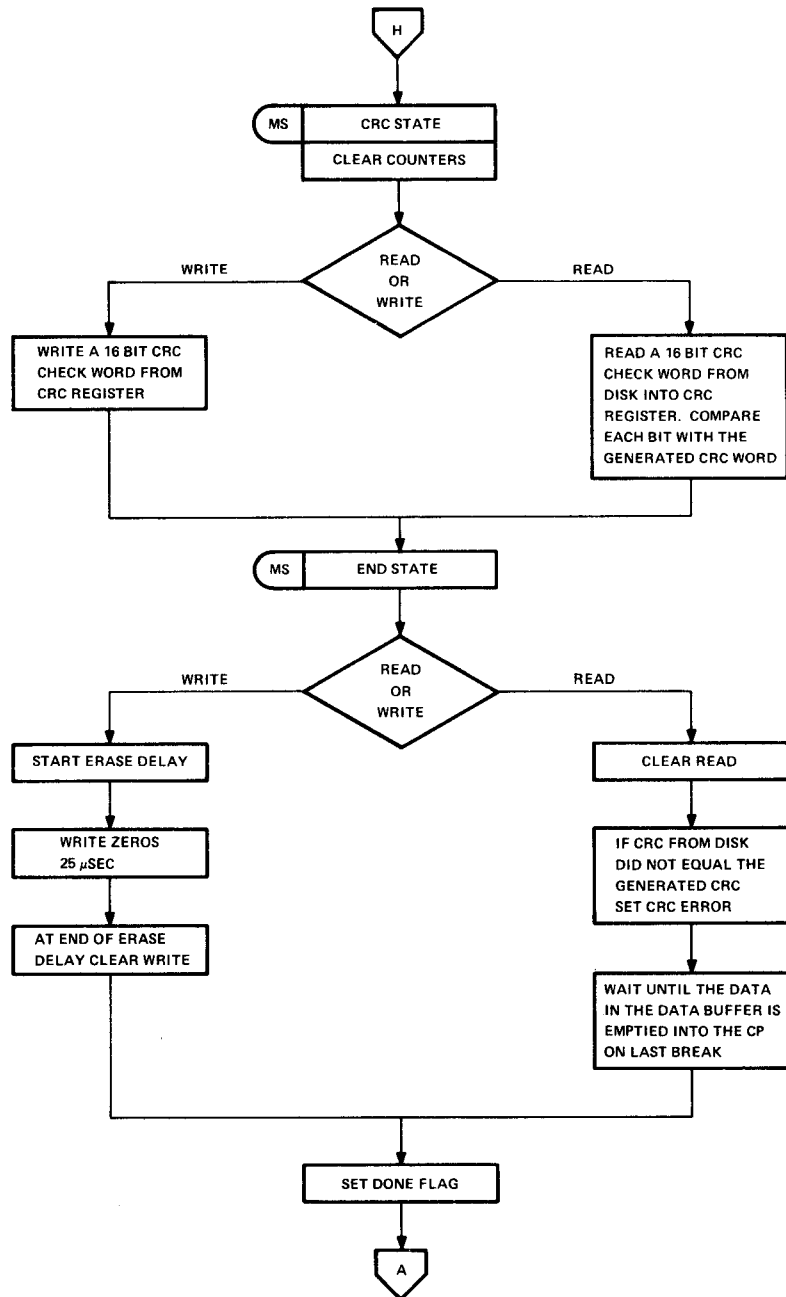 H
MS
CRC STATE
CLEAR COUNTERS
READ
OR
WRITE
WRITE
READ
WRITE A 16 BIT CRC
CHECK WORD FROM
CRC REGISTER
READ A 16 BIT CRC
CHECK WORD FROM
DISK INTO CRC
REGISTER. COMPARE
EACH BIT WITH THE
GENERATED CRC WORD
MS
END STATE
READ
OR
WRITE
WRITE
READ
START ERASE DELAY
WRITE ZEROS
25 µSEC
AT END OF ERASE
DELAY CLEAR WRITE
CLEAR READ
IF CRC FROM DISK
DID NOT EQUAL THE
GENERATED CRC
SET CRC ERROR
WAIT UNTIL THE DATA
IN THE DATA BUFFER IS
EMPTIED INTO THE CP
ON LAST BREAK
SET DONE FLAG
A